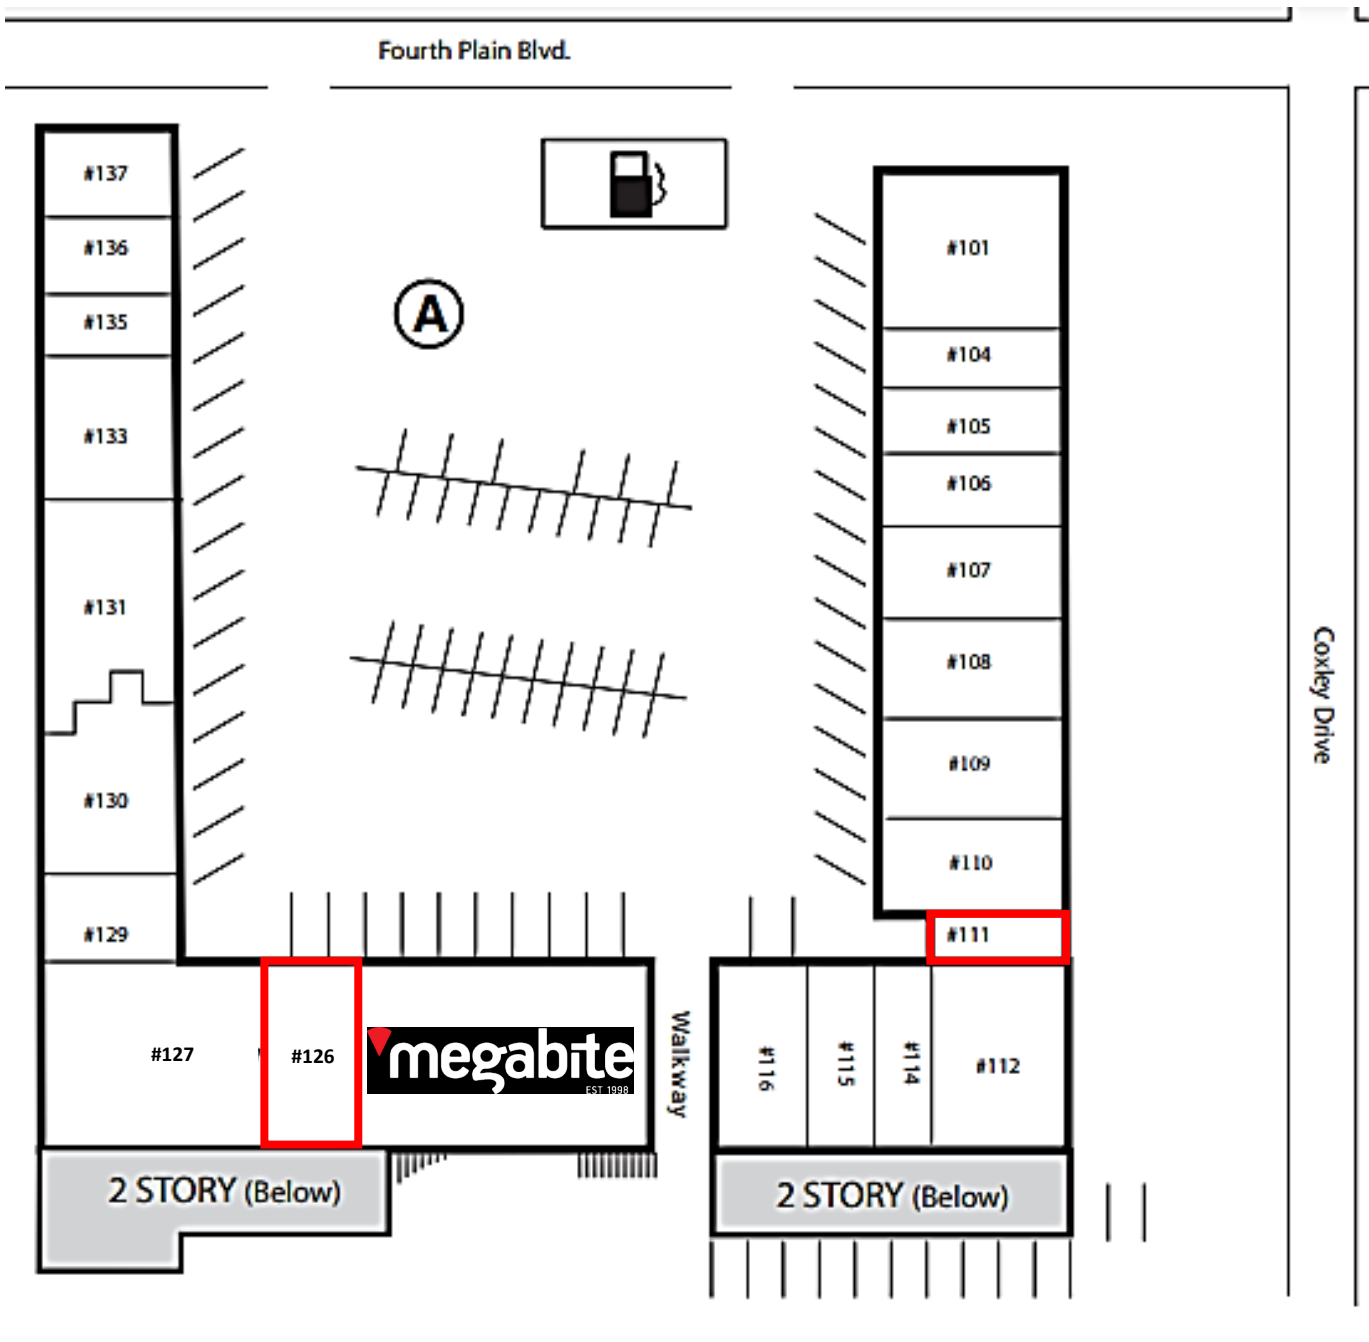 Fourth Plain Blvd.
#137
#136
#135
#133
#131
#130
#129
#127
#126
A
#101
#104
#105
#106
#107
#108
#109
#110
#111
megabite
EST 1998
Walkway
#116
#115
#114
#112
2 STORY (Below)
2 STORY (Below)
Coxley Drive